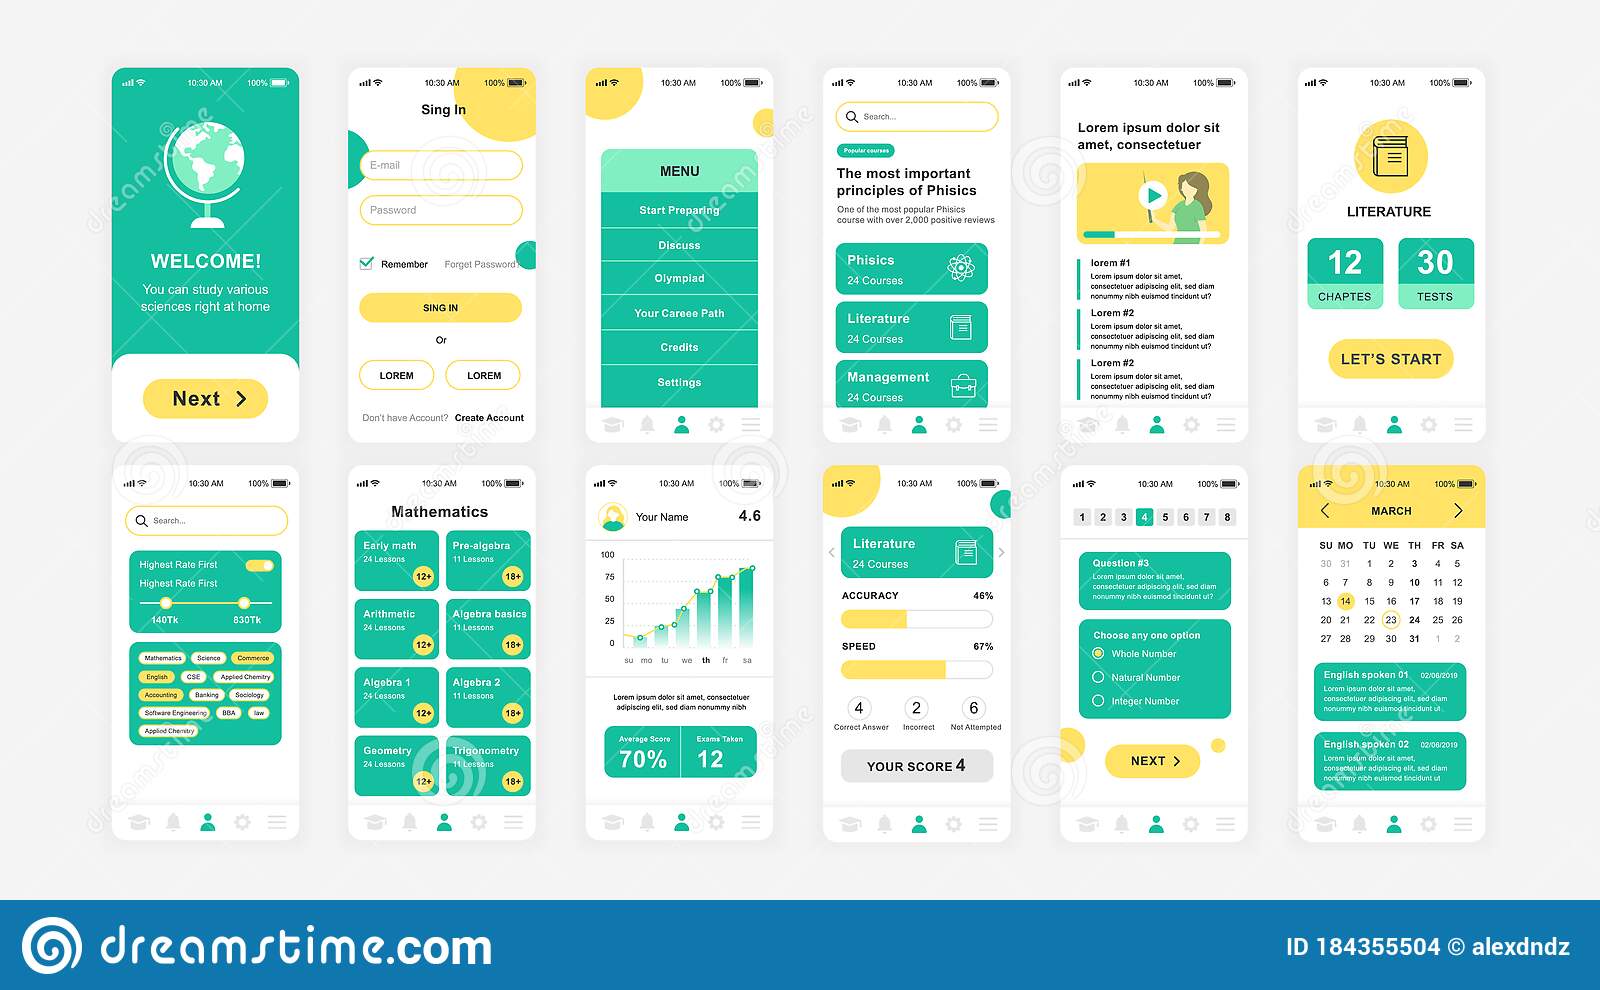 10:30 AM 100%
WELCOME!
You can study various
sciences right at home
Next
10:30 AM 100%
Sing In
E-mail
Password
Remember Forget Password?
SING IN
Or
LOREM LOREM
Don't have Account? Create Account
10:30 AM 100%
MENU
Start Preparing
Discuss
Olympiad
Your Careee Path
Credits
Settings
10:30 AM 100%
Search...
Popular courses
The most important
principles of Phisics
One of the most popular Phisics
course with over 2,000 positive reviews
Phisics
24 Courses
Literature
24 Courses
Management
24 Courses
10:30 AM 100%
Lorem ipsum dolor sit
amet, consectetuer
lorem #1
Lorem ipsum dolor sit amet,
consectetuer adipiscing elit, sed diam
nonummy nibh euismod tincidunt ut?
Lorem #2
Lorem ipsum dolor sit amet,
consectetuer adipiscing elit, sed diam
nonummy nibh euismod tincidunt ut?
Lorem #2
Lorem ipsum dolor sit amet,
consectetuer adipiscing elit, sed diam
nonummy nibh euismod tincidunt ut?
10:30 AM 100%
LITERATURE
12 30
CHAPTES TESTS
LET'S START
10:30 AM 100%
Search...
Highest Rate First
Highest Rate First
140Tk 830Tk
Mathematics Science Commerce
English CSE Applied Chemitry
Accounting Banking Sociology
Software Engineering BBA law
Applied Chemitry
10:30 AM 100%
Mathematics
Early math Pre-algebra
24 Lessons 11 Lessons
12+ 18+
Arithmetic Algebra basics
24 Lessons 11 Lessons
12+ 18+
Algebra 1 Algebra 2
24 Lessons 11 Lessons
12+ 18+
Geometry Trigonometry
24 Lessons 11 Lessons
12+ 18+
10:30 AM 100%
Your Name 4.6
100
75
50
25
0
su mo tu we th fr sa
Lorem ipsum dolor sit amet, consectetuer
adipiscing elit, sed diam nonummy nibh
Average Score Exams Taken
70% 12
10:30 AM 100%
Literature
24 Courses
ACCURACY 46%
SPEED 67%
4 2 6
Correct Answer Incorrect Not Attempted
YOUR SCORE 4
10:30 AM 100%
1 2 3 4 5 6 7 8
Question #3
Lorem ipsum dolor sit amet,
consectetuer adipiscing elit, sed diam
nonummy nibh euismod tincidunt ut?
Choose any one option
Whole Number
Natural Number
Integer Number
NEXT
10:30 AM 100%
MARCH
SU MO TU WE TH FR SA
30 31 1 2 3 4 5
6 7 8 9 10 11 12
13 14 15 16 17 18 19
20 21 22 23 24 25 26
27 28 29 30 31 1 2
English spoken 01 02/06/2019
Lorem ipsum dolor sit amet,
consectetuer adipiscing elit, sed diam
nonummy nibh euismod tincidunt ut?
English spoken 02 02/06/2019
Lorem ipsum dolor sit amet,
consectetuer adipiscing elit, sed diam
nonummy nibh euismod tincidunt ut?
dreamstime.com
ID 184355504 © alexdndz